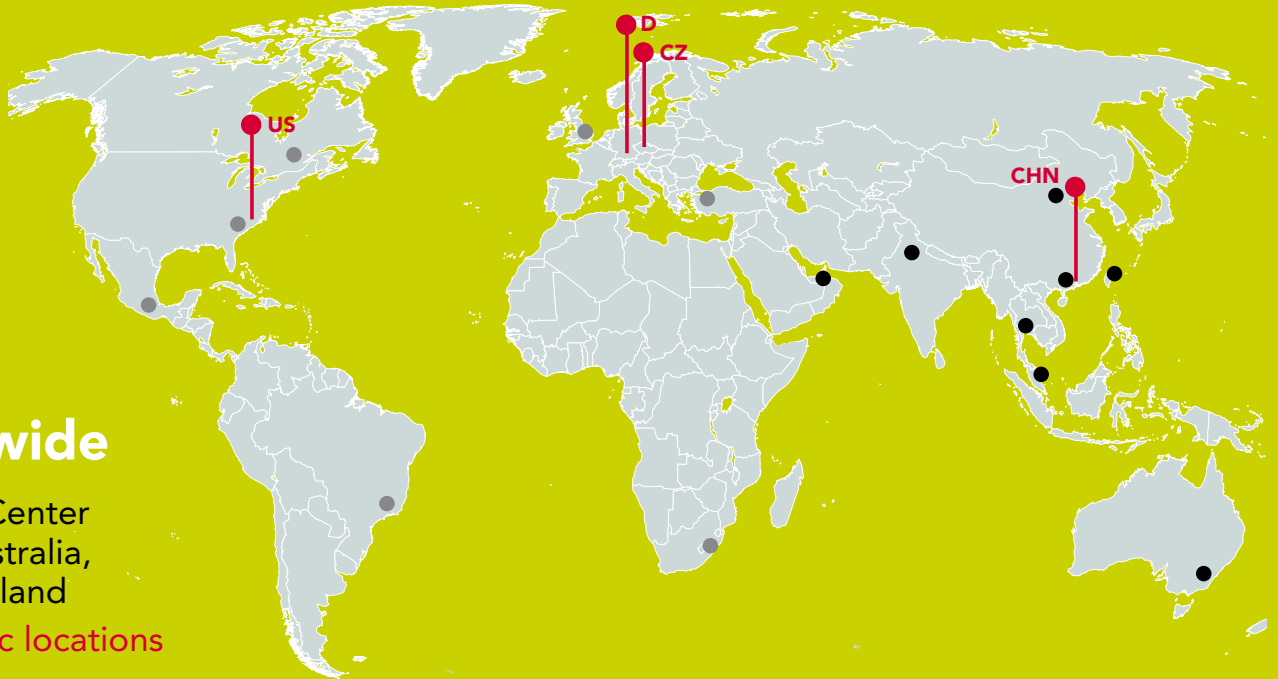 D
CZ
US
CHN
wide
Center
stralia,
land
c locations